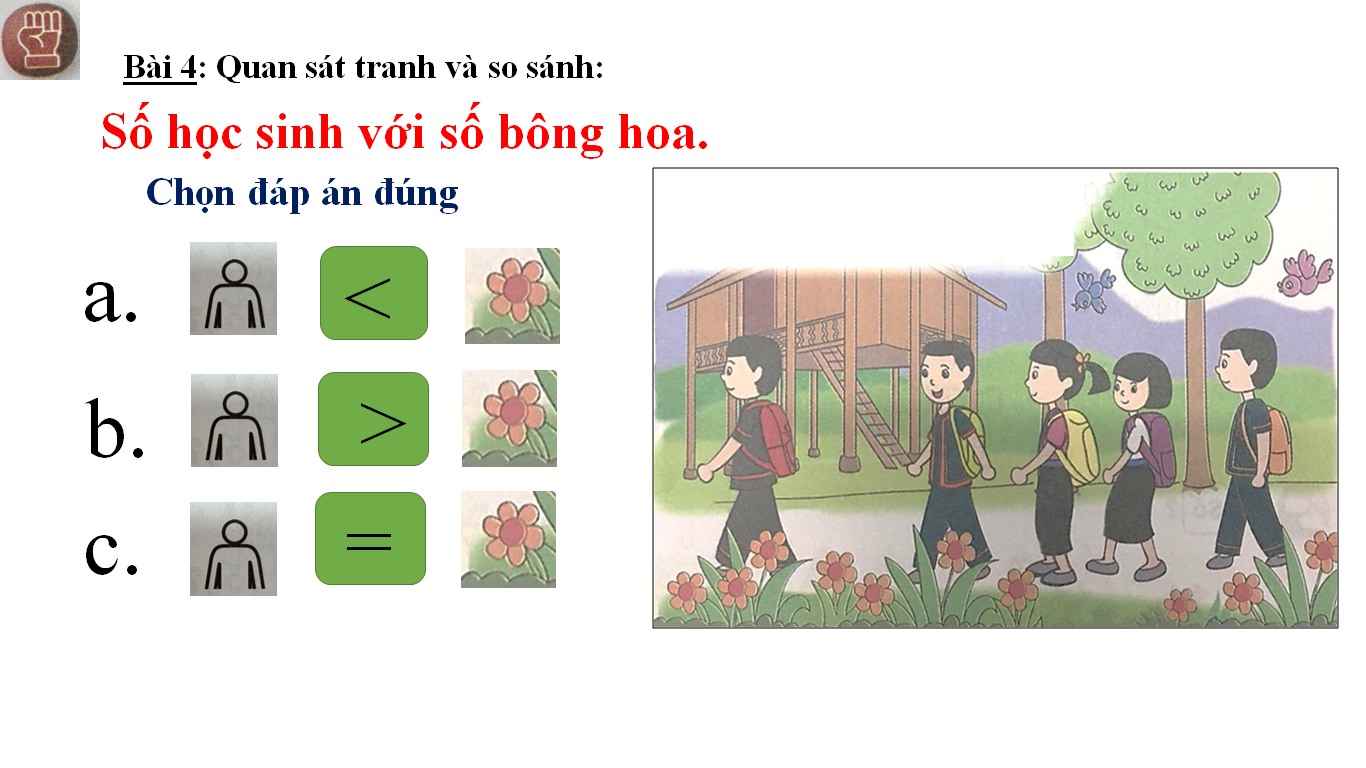 Bài 4: Quan sát tranh và so sánh:
Số học sinh với số bông hoa.
Chọn đáp án đúng
a. <
b. >
c. =